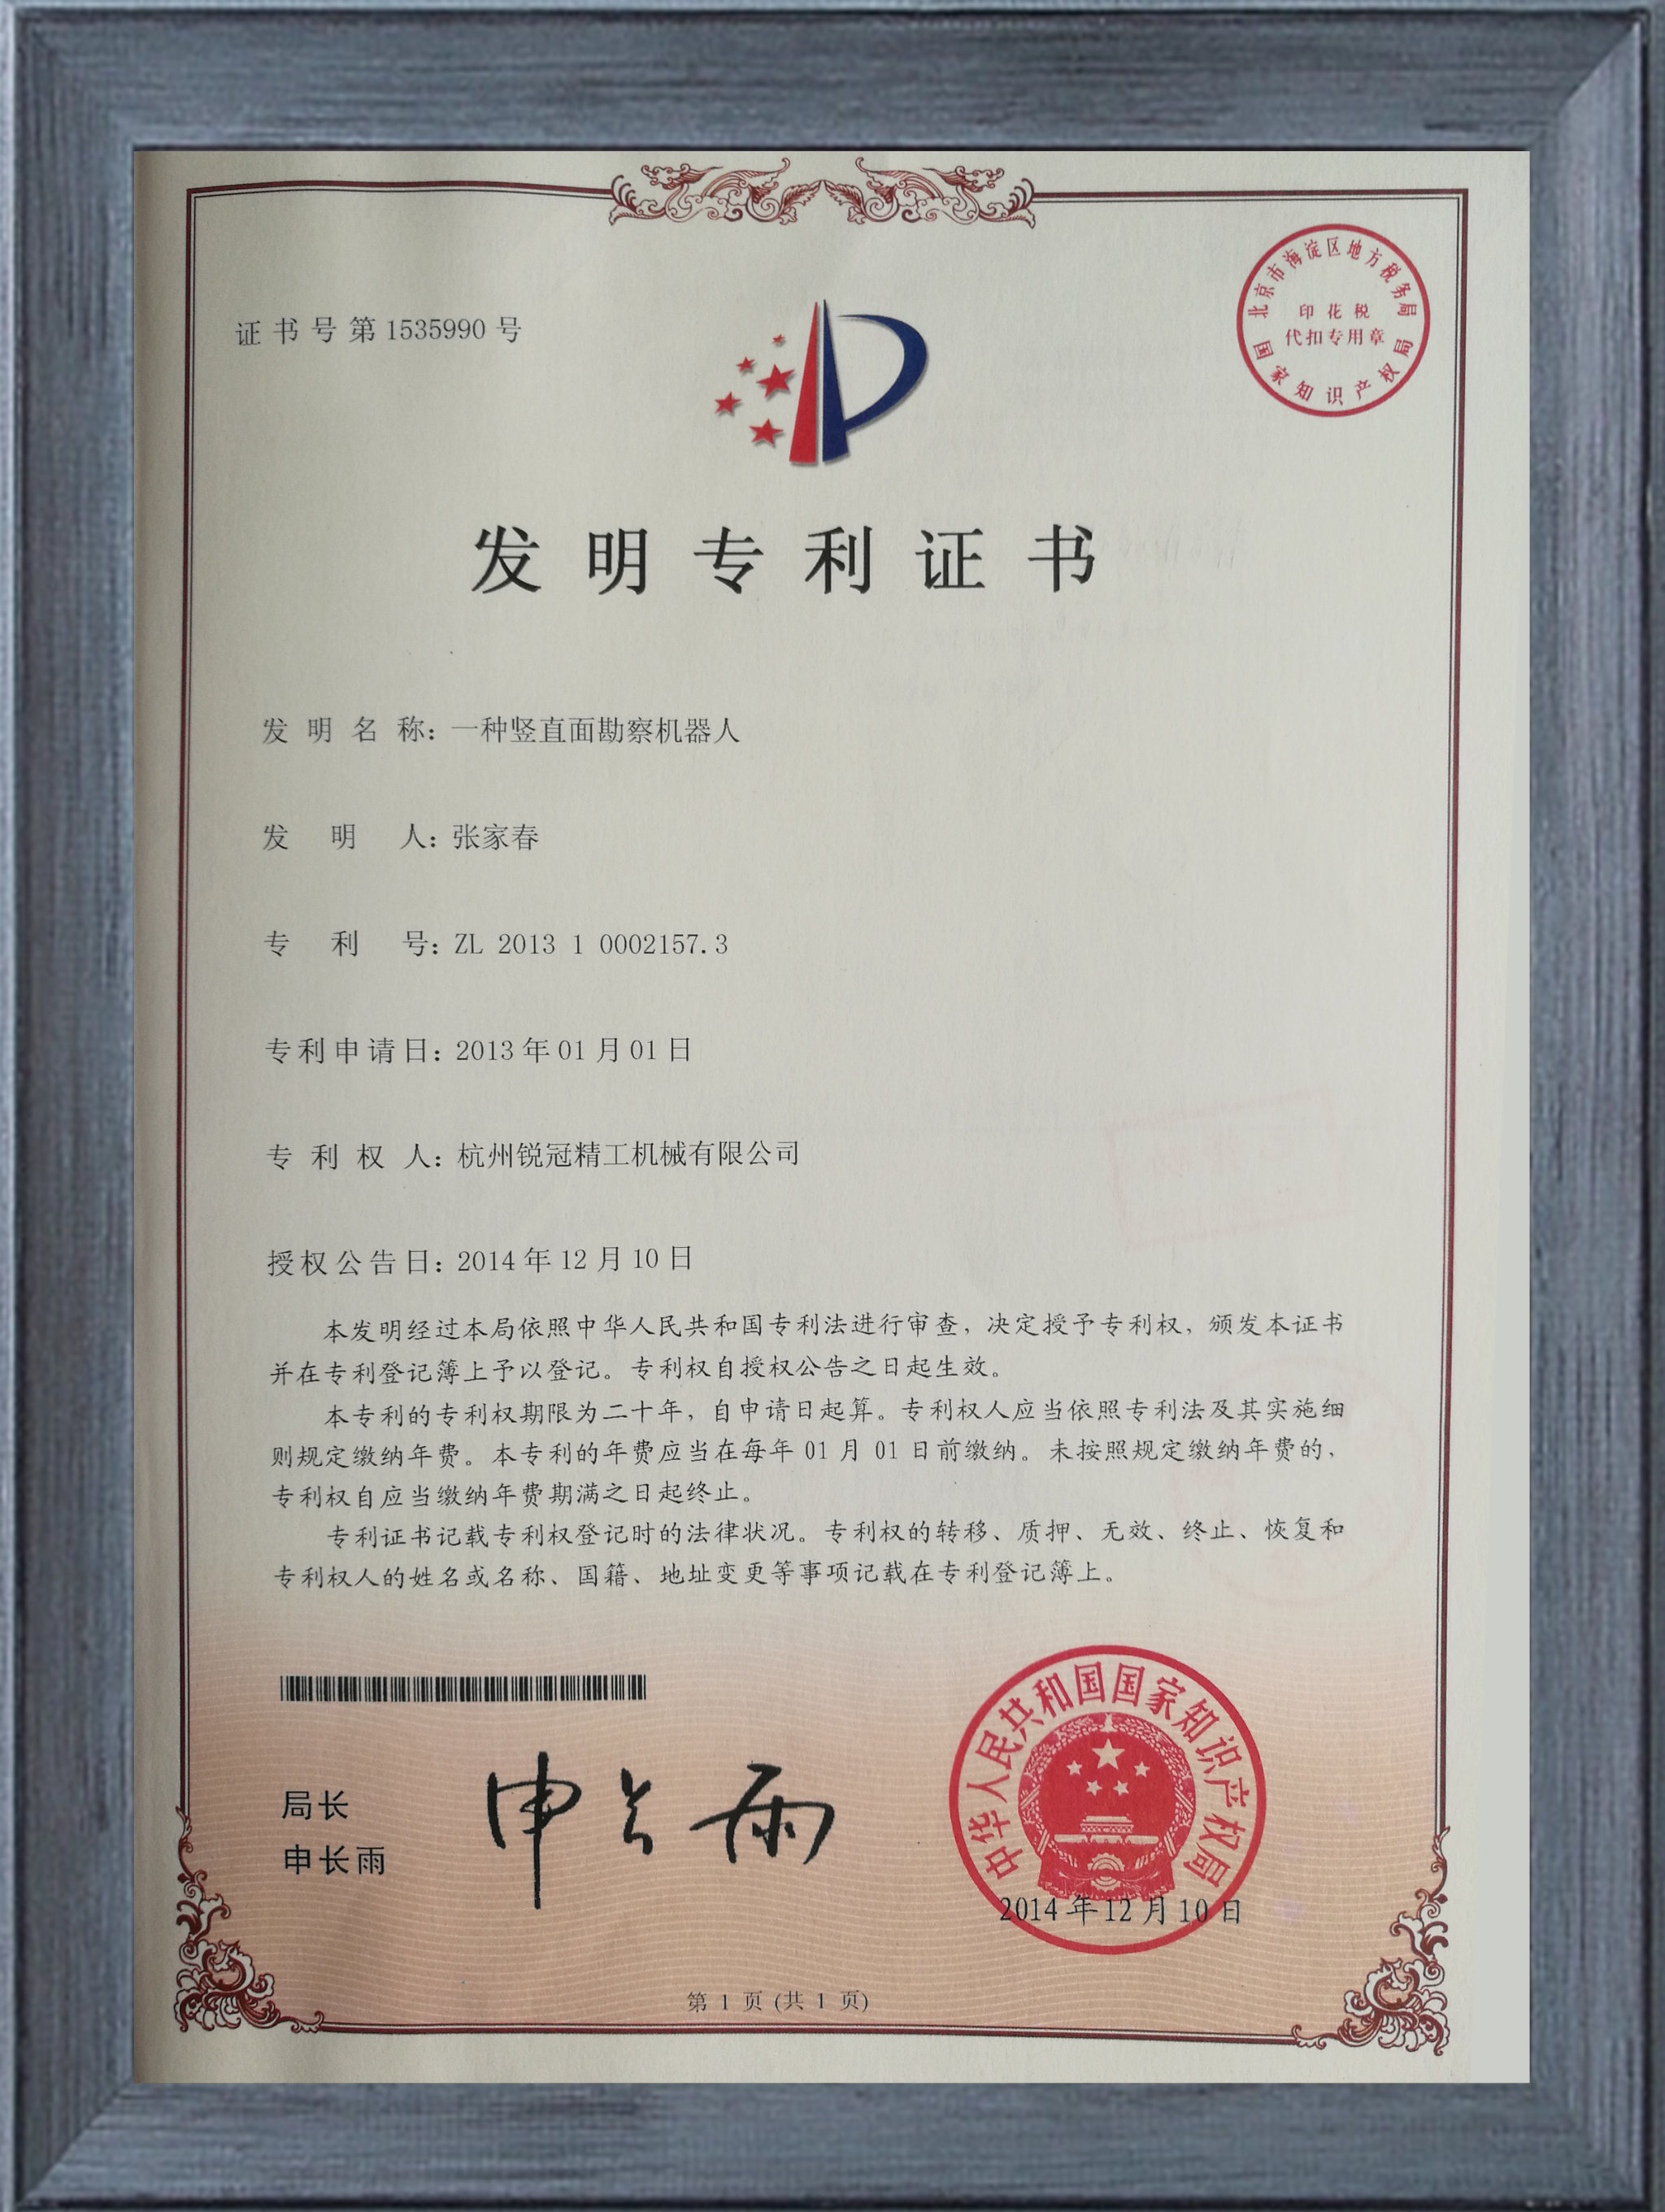 证书号第1535990号
北京市海淀区地方税务局
印花税
代扣专用章
国家知识产权局
发明专利证书
发明名称：一种竖直面勘察机器人
发明人：张家春
专利号：ZL 2013 1 0002157.3
专利申请日：2013年01月01日
专利权人：杭州锐冠精工机械有限公司
授权公告日：2014年12月10日
本发明经过本局依照中华人民共和国专利法进行审查，决定授予专利权，颁发本证书
并在专利登记簿上予以登记。专利权自授权公告之日起生效。
本专利的专利权期限为二十年，自申请日起算。专利权人应当依照专利法及其实施细
则规定缴纳年费。本专利的年费应当在每年 01 月 01 日前缴纳。未按照规定缴纳年费的，
专利权自应当缴纳年费期满之日起终止。
专利证书记载专利权登记时的法律状况。专利权的转移、质押、无效、终止、恢复和
专利权人的姓名或名称、国籍、地址变更等事项记载在专利登记簿上。
局长
申长雨
申长雨
中华人民共和国国家知识产权局
2014年12月10日
第 1 页 (共 1 页)